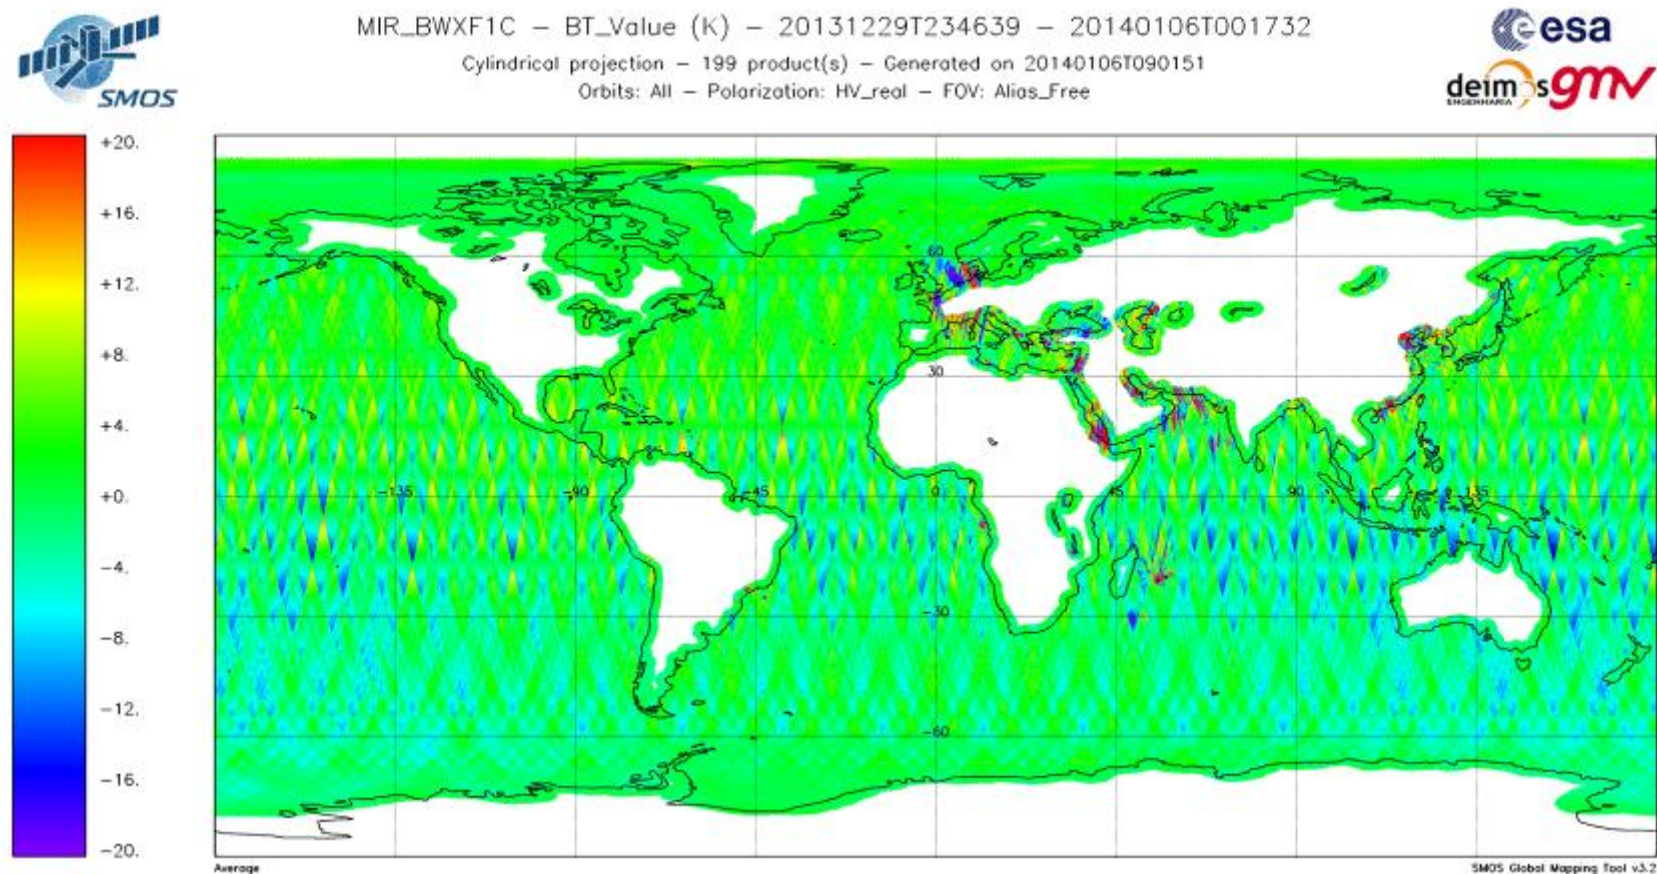 MIR_BWXF1C – BT_Value (K) – 20131229T234639 – 20140106T001732
Cylindrical projection – 199 product(s) – Generated on 20140106T090151
Orbits: All – Polarization: HV_real – FOV: Alias_Free
SMOS
esa
deimos
ENGENHARIA
gmv
+20.
+16.
+12.
+8.
+4.
+0.
-4.
-8.
-12.
-16.
-20.
60
30
-135
-90
-45
0
45
90
135
-30
-60
Average
SMOS Global Mapping Tool v3.2